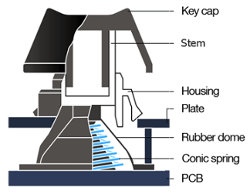 Key cap
Stem
Housing
Plate
Rubber dome
Conic spring
PCB